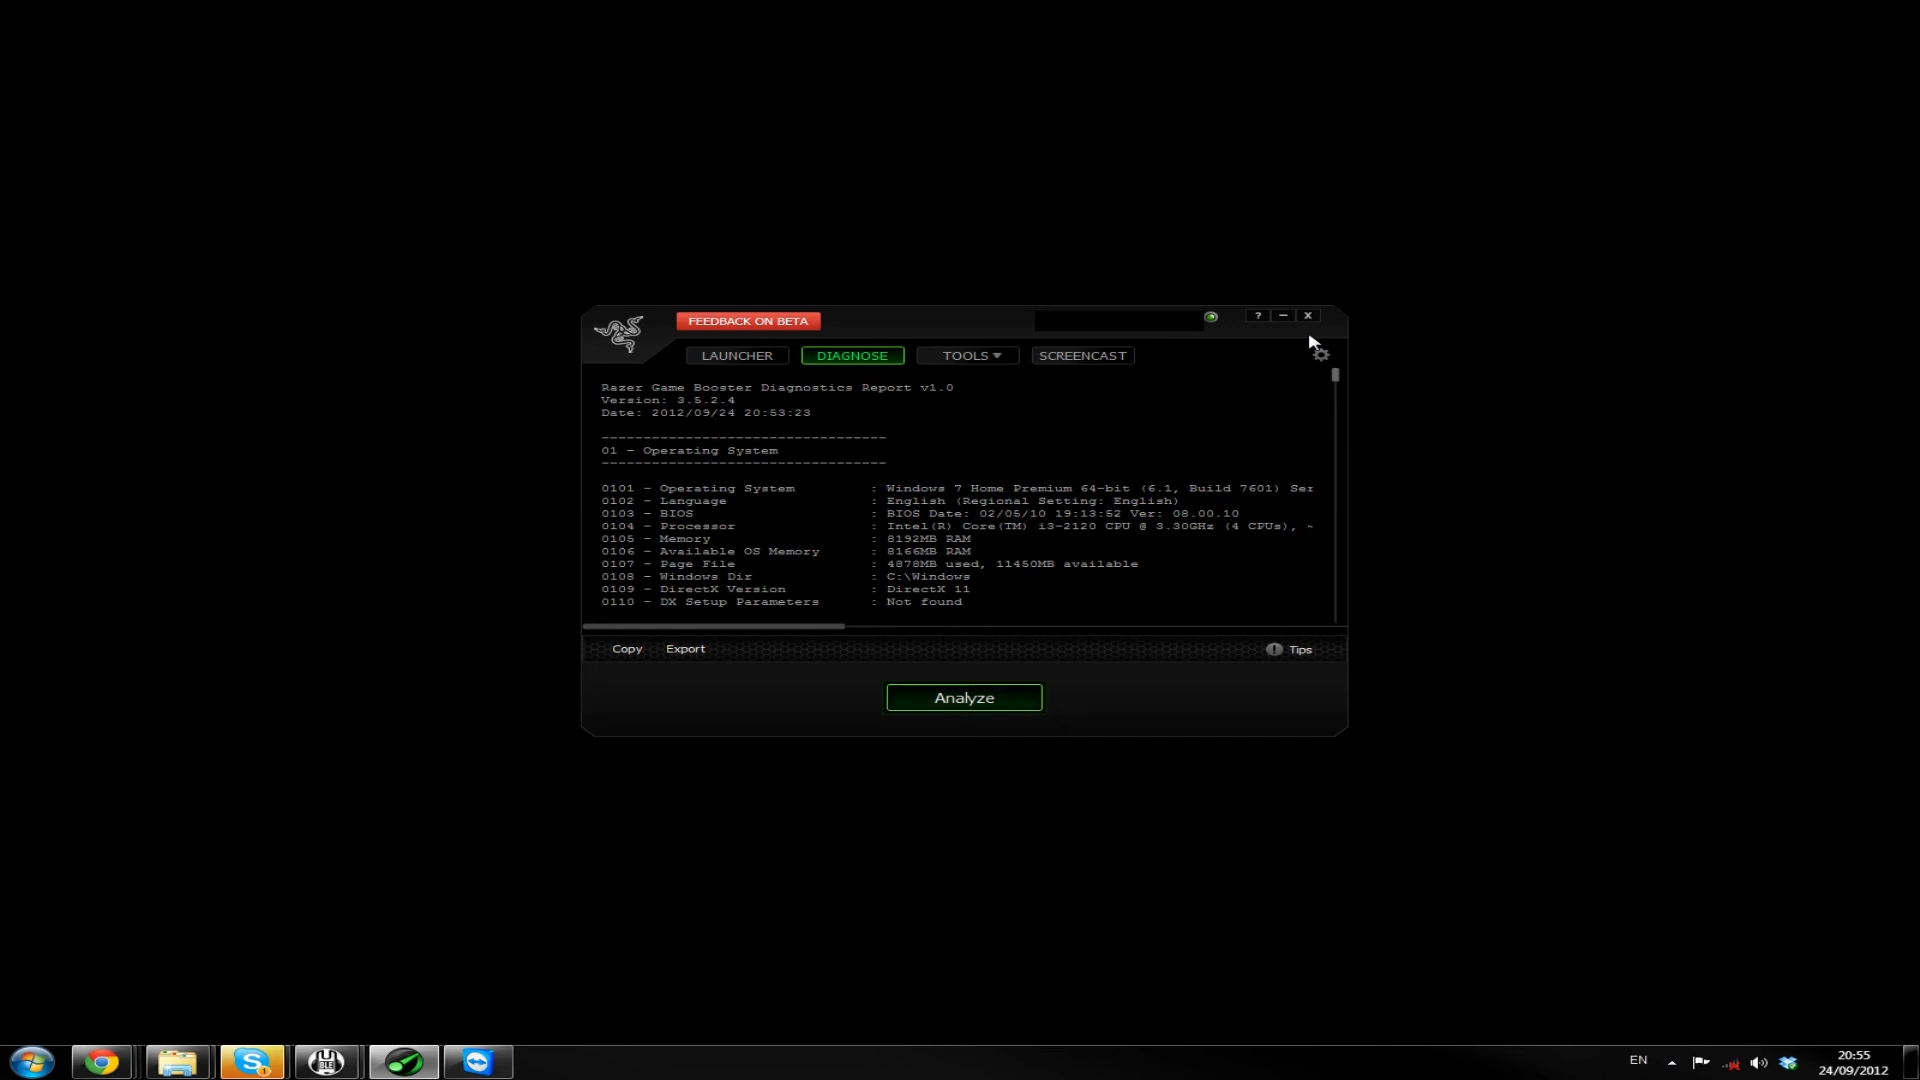 FEEDBACK ON BETA
? – X
LAUNCHER DIAGNOSE TOOLS ▼ SCREENCAST
Razer Game Booster Diagnostics Report v1.0
Version: 3.5.2.4
Date: 2012/09/24 20:53:23
----------------------------------
01 - Operating System
----------------------------------
0101 - Operating System : Windows 7 Home Premium 64-bit (6.1, Build 7601) Ser
0102 - Language : English (Regional Setting: English)
0103 - BIOS : BIOS Date: 02/05/10 19:13:52 Ver: 08.00.10
0104 - Processor : Intel(R) Core(TM) i3-2120 CPU @ 3.30GHz (4 CPUs), ~
0105 - Memory : 8192MB RAM
0106 - Available OS Memory : 8166MB RAM
0107 - Page File : 4878MB used, 11450MB available
0108 - Windows Dir : C:\Windows
0109 - DirectX Version : DirectX 11
0110 - DX Setup Parameters : Not found
Copy Export ! Tips
Analyze
S 1
BLE
EN
20:55
24/09/2012